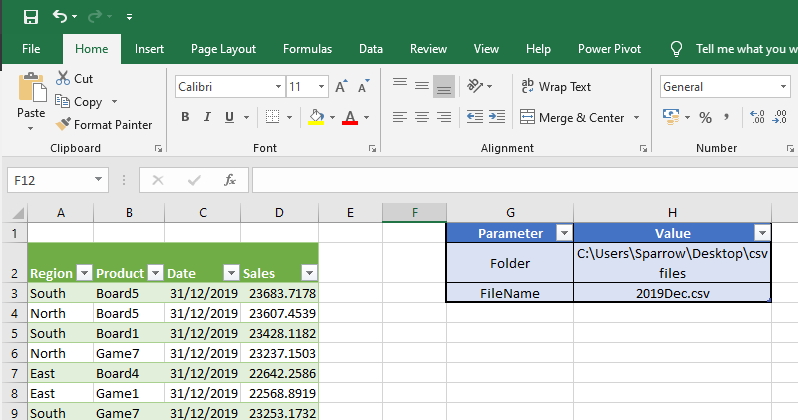 File Home Insert Page Layout Formulas Data Review View Help Power Pivot Tell me what you w
Cut
Copy
Format Painter
Paste
Clipboard
Calibri 11 A A
B I U A
Font
ab Wrap Text
Merge & Center
Alignment
General
% , .00 .0
Number
F12 fx
A B C D E F G H
1 Parameter Value
2 Region Product Date Sales Folder C:\Users\Sparrow\Desktop\csv
files
3 South Board5 31/12/2019 23683.7178 FileName 2019Dec.csv
4 North Board5 31/12/2019 23607.4539
5 South Board1 31/12/2019 23428.1182
6 North Game7 31/12/2019 23237.1503
7 East Board4 31/12/2019 22642.2586
8 East Game1 31/12/2019 22568.8919
9 South Game7 31/12/2019 23253.1732